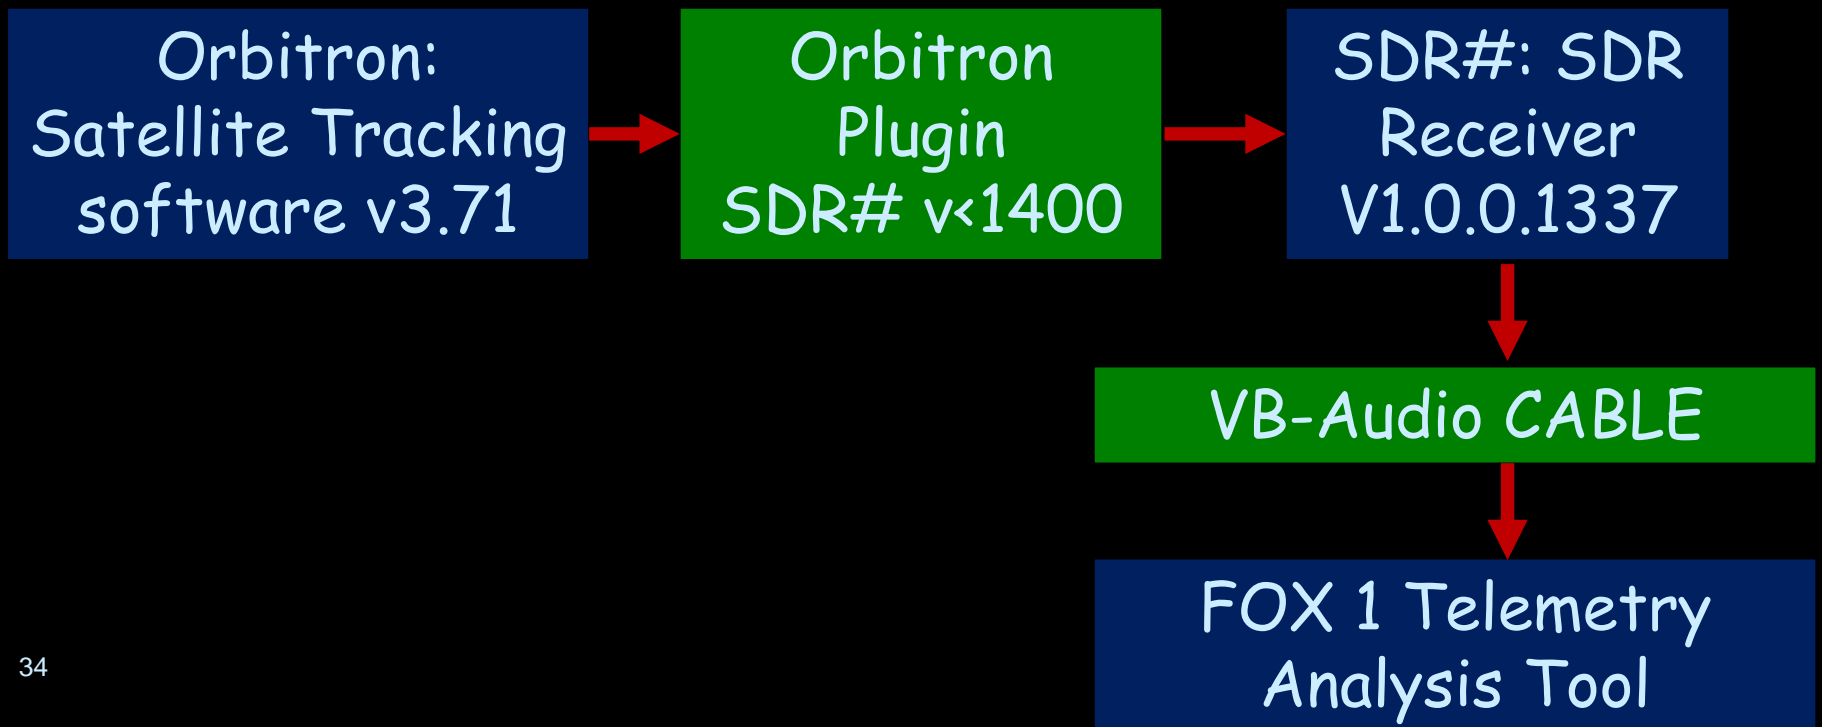 Orbitron:
Satellite Tracking
software v3.71
Orbitron
Plugin
SDR# v<1400
SDR#: SDR
Receiver
V1.0.0.1337
VB-Audio CABLE
FOX 1 Telemetry
Analysis Tool
34